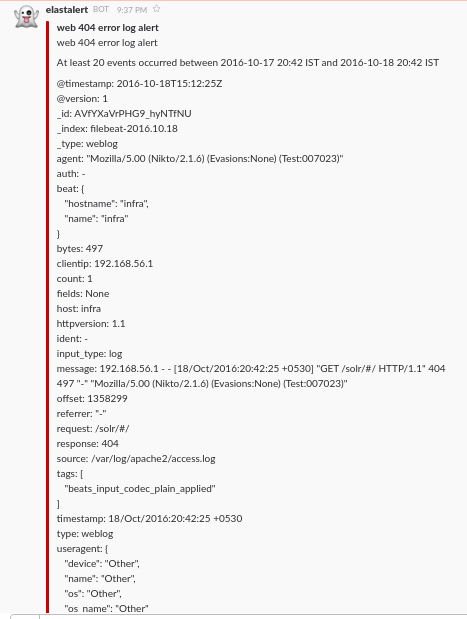 elastalert BOT 9:37 PM
web 404 error log alert
web 404 error log alert
At least 20 events occurred between 2016-10-17 20:42 IST and 2016-10-18 20:42 IST
@timestamp: 2016-10-18T15:12:25Z
@version: 1
_id: AVfYXaVrPHG9_hyNTfNU
_index: filebeat-2016.10.18
_type: weblog
agent: "Mozilla/5.00 (Nikto/2.1.6) (Evasions:None) (Test:007023)"
auth: -
beat: {
"hostname": "infra",
"name": "infra"
}
bytes: 497
clientip: 192.168.56.1
count: 1
fields: None
host: infra
httpversion: 1.1
ident: -
input_type: log
message: 192.168.56.1 - - [18/Oct/2016:20:42:25 +0530] "GET /solr/#/ HTTP/1.1" 404
497 "-" "Mozilla/5.00 (Nikto/2.1.6) (Evasions:None) (Test:007023)"
offset: 1358299
referrer: "-"
request: /solr/#/
response: 404
source: /var/log/apache2/access.log
tags: [
"beats_input_codec_plain_applied"
]
timestamp: 18/Oct/2016:20:42:25 +0530
type: weblog
useragent: {
"device": "Other",
"name": "Other",
"os": "Other",
"os_name": "Other"